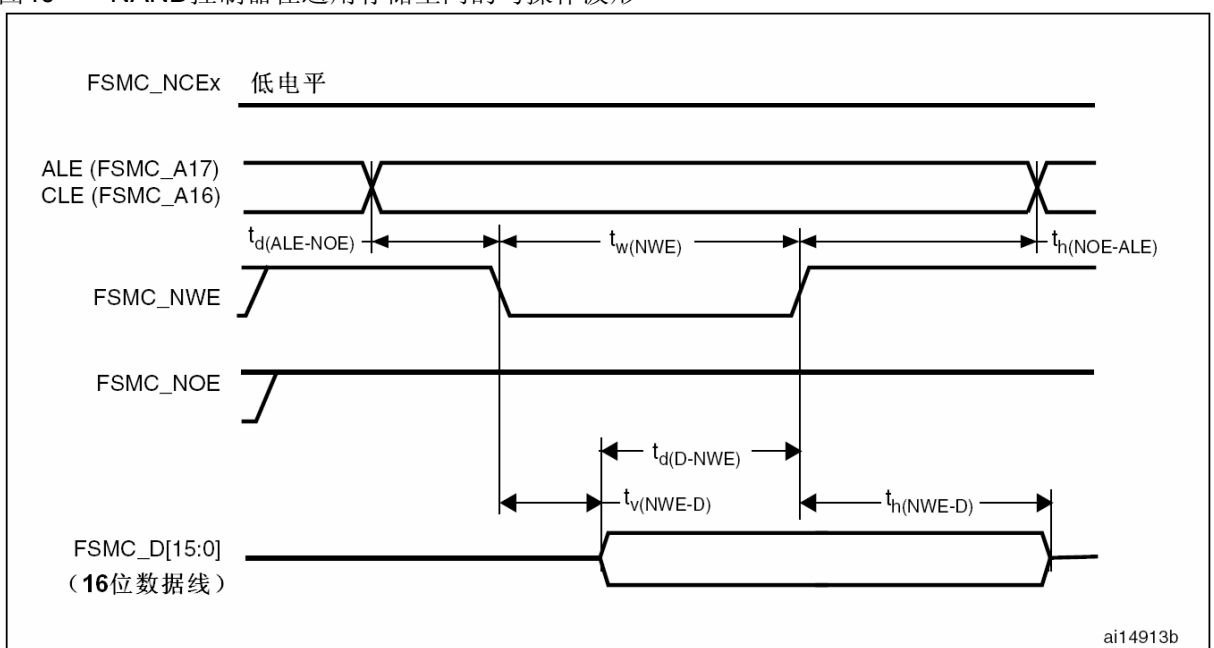 FSMC_NCEx 低电平
ALE (FSMC_A17)
CLE (FSMC_A16)
td(ALE-NOE) tw(NWE) th(NOE-ALE)
FSMC_NWE
FSMC_NOE
td(D-NWE)
tv(NWE-D) th(NWE-D)
FSMC_D[15:0]
（16位数据线）
ai14913b